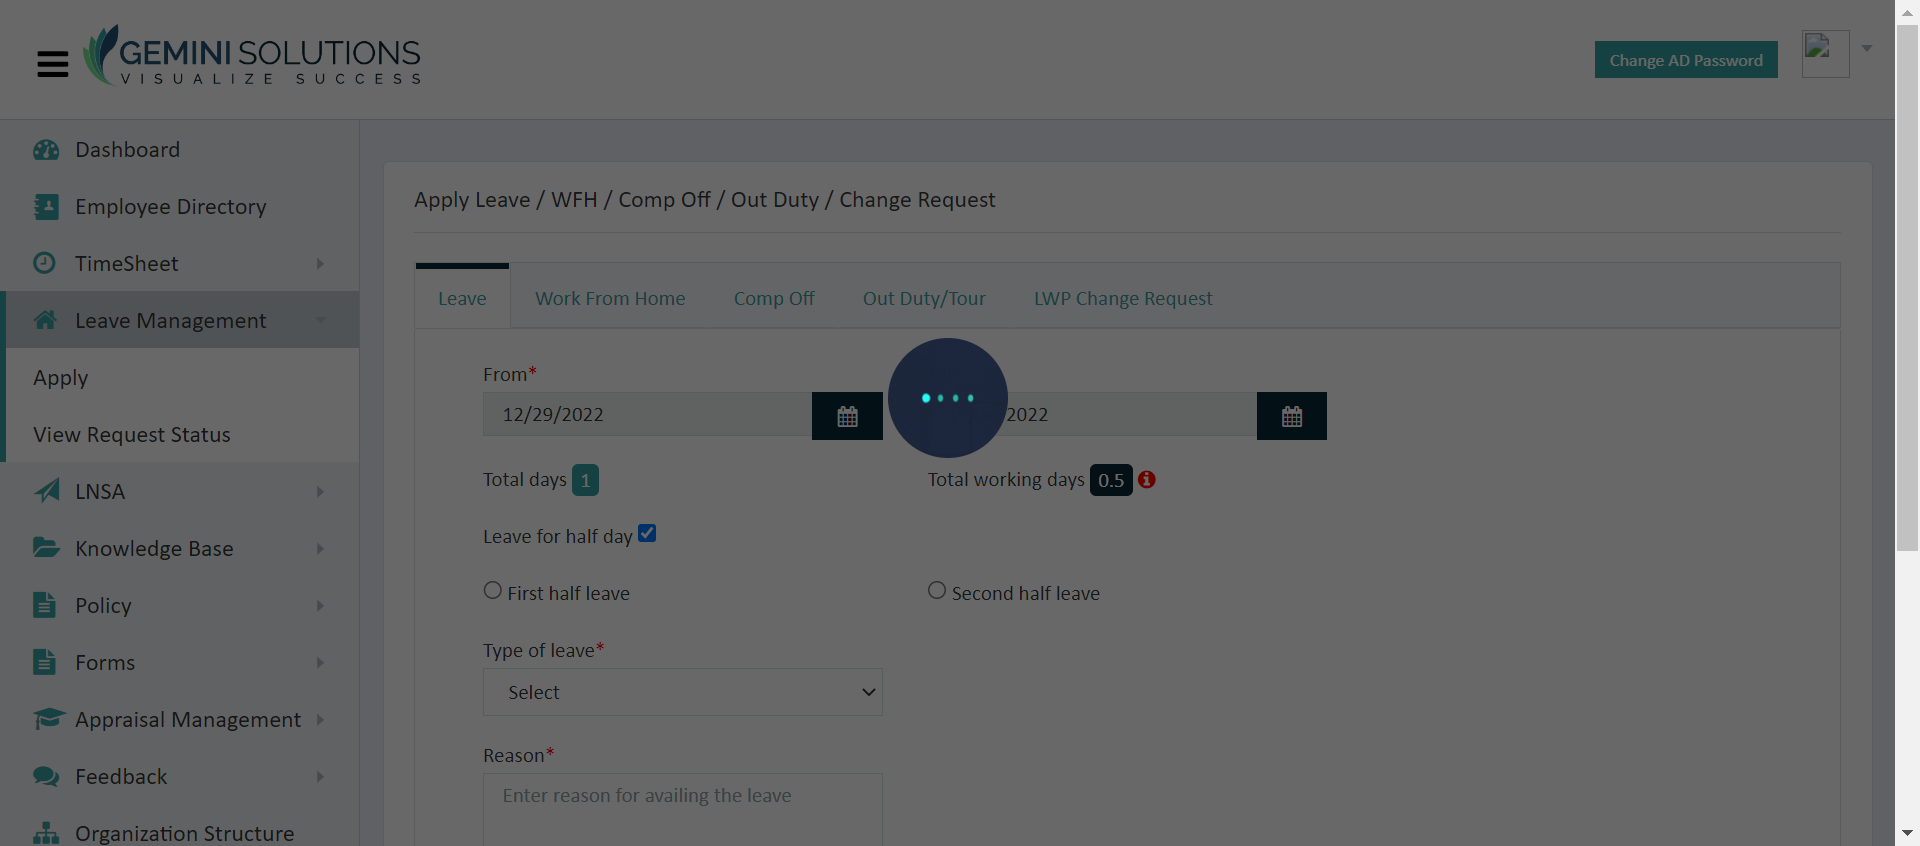 GEMINI SOLUTIONS
VISUALIZE SUCCESS
Change AD Password
Dashboard
Employee Directory
TimeSheet
Leave Management
Apply
View Request Status
LNSA
Knowledge Base
Policy
Forms
Appraisal Management
Feedback
Organization Structure
Apply Leave / WFH / Comp Off / Out Duty / Change Request
Leave
Work From Home
Comp Off
Out Duty/Tour
LWP Change Request
From*
12/29/2022
2022
Total days 1
Total working days 0.5
Leave for half day
First half leave
Second half leave
Type of leave*
Select
Reason*
Enter reason for availing the leave